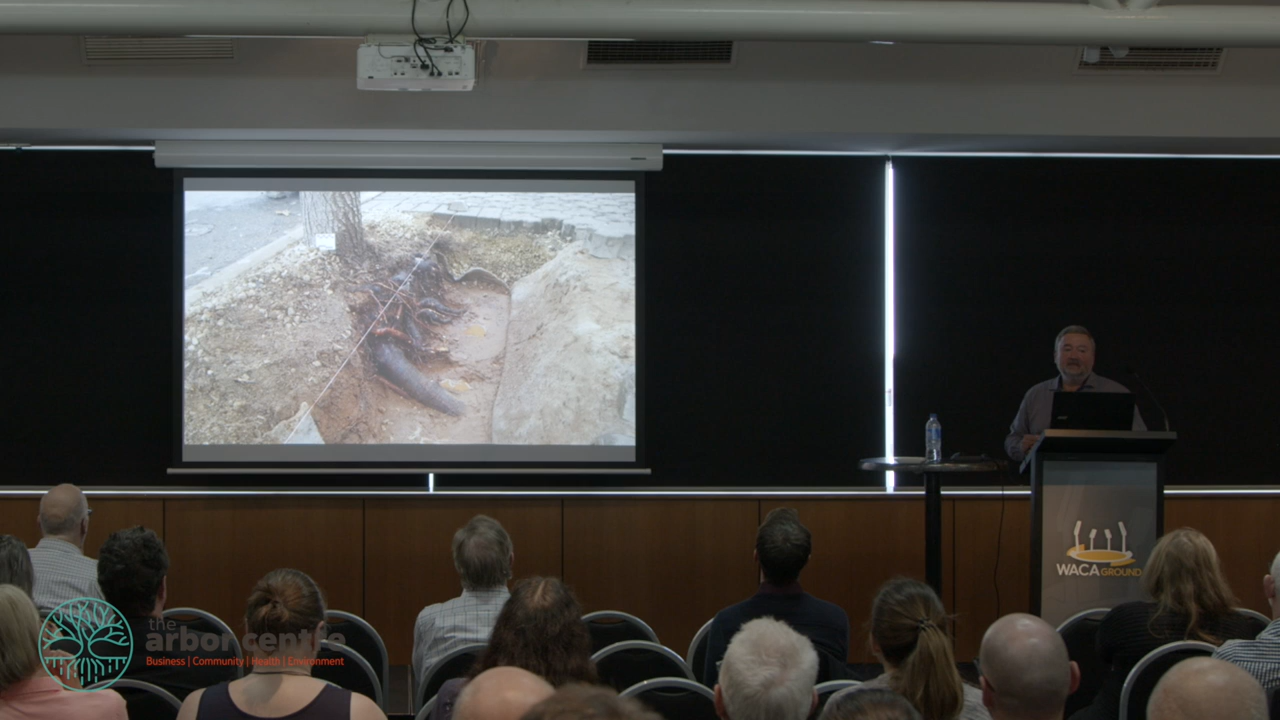 WACA GROUND
the
arbor centre
Business | Community | Health | Environment